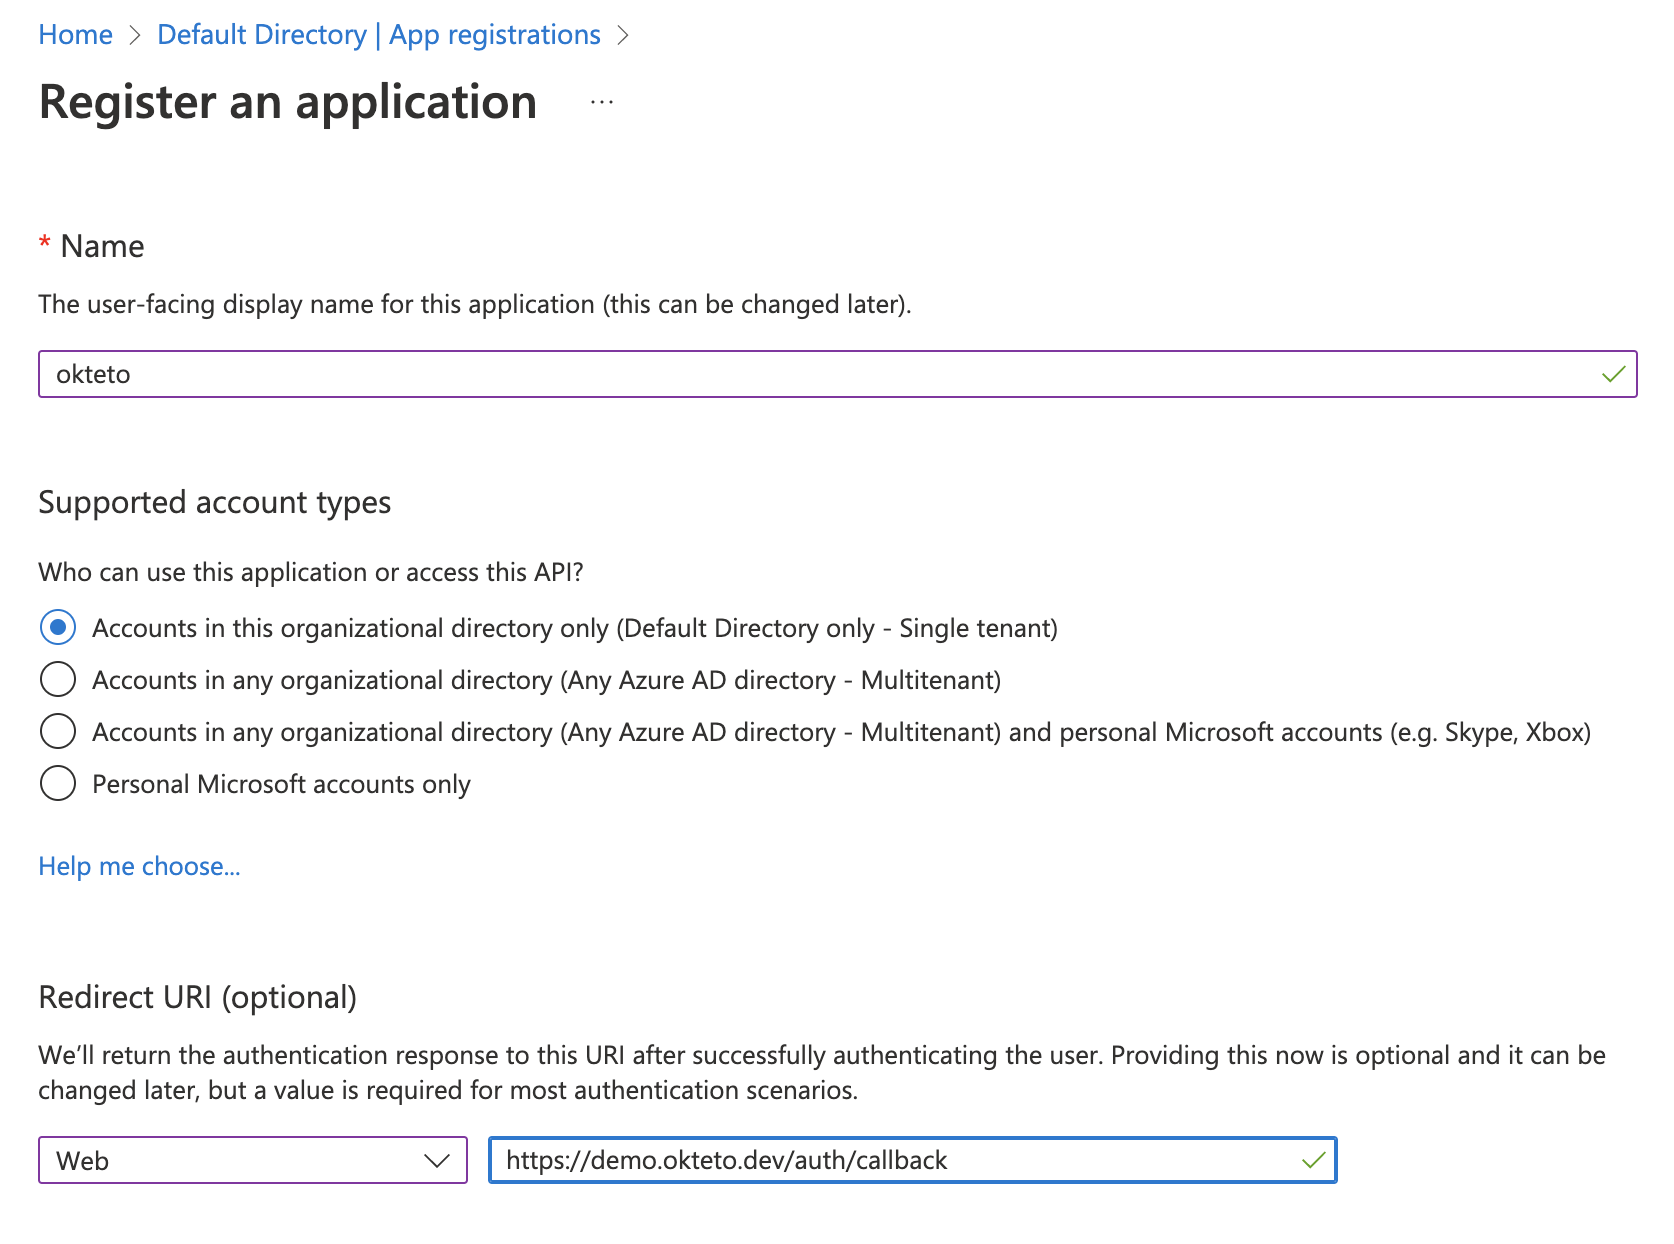 Home > Default Directory | App registrations >
Register an application ...
* Name
The user-facing display name for this application (this can be changed later).
okteto
Supported account types
Who can use this application or access this API?
Accounts in this organizational directory only (Default Directory only - Single tenant)
Accounts in any organizational directory (Any Azure AD directory - Multitenant)
Accounts in any organizational directory (Any Azure AD directory - Multitenant) and personal Microsoft accounts (e.g. Skype, Xbox)
Personal Microsoft accounts only
Help me choose...
Redirect URI (optional)
We’ll return the authentication response to this URI after successfully authenticating the user. Providing this now is optional and it can be
changed later, but a value is required for most authentication scenarios.
Web https://demo.okteto.dev/auth/callback